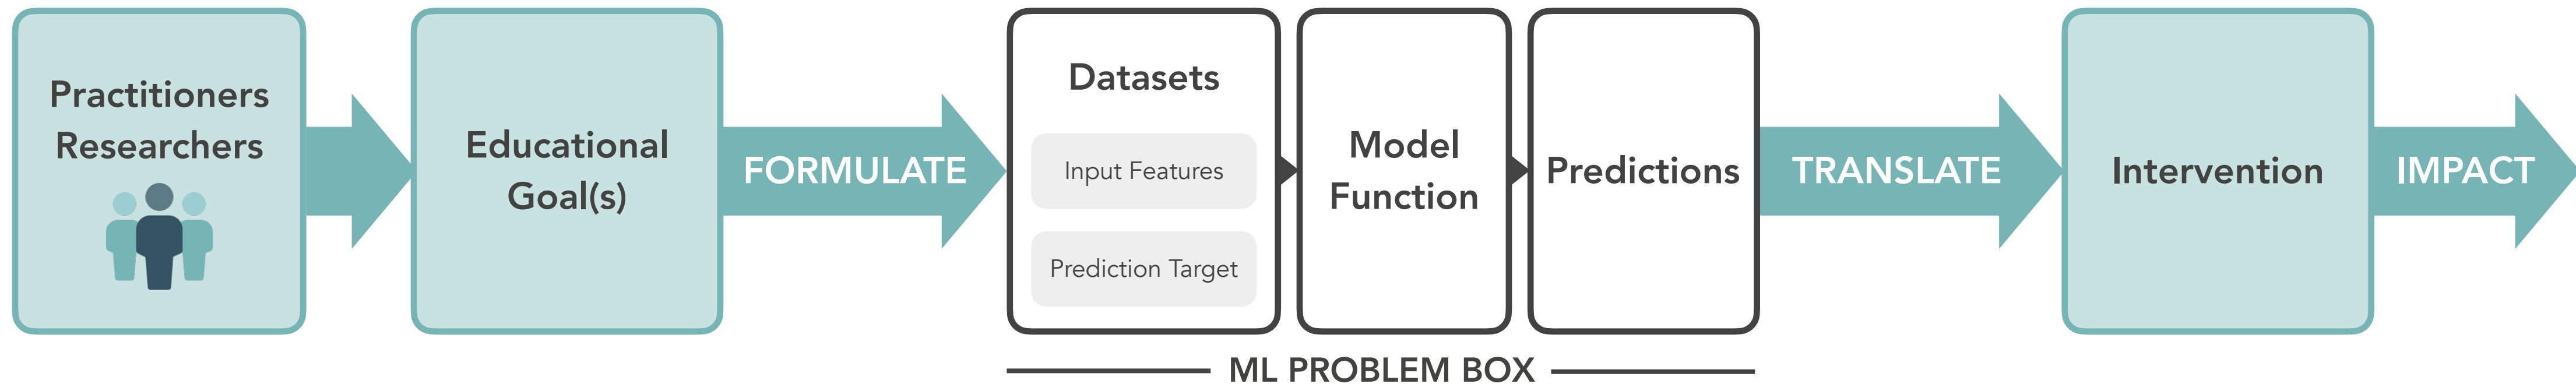 Practitioners
Researchers
Educational
Goal(s)
FORMULATE
Datasets
Input Features
Prediction Target
Model
Function
Predictions
ML PROBLEM BOX
TRANSLATE
Intervention
IMPACT